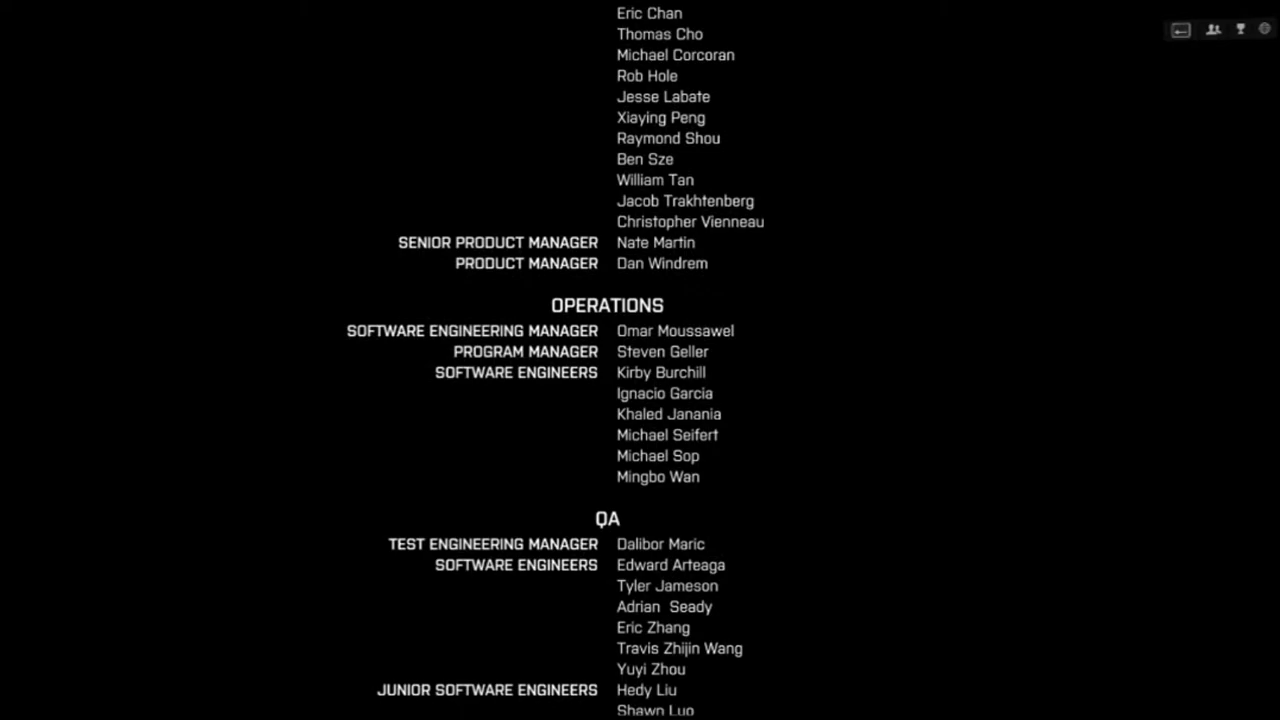 Eric Chan
Thomas Cho
Michael Corcoran
Rob Hole
Jesse Labate
Xiaying Peng
Raymond Shou
Ben Sze
William Tan
Jacob Trakhtenberg
Christopher Vienneau
SENIOR PRODUCT MANAGER Nate Martin
PRODUCT MANAGER Dan Windrem
OPERATIONS
SOFTWARE ENGINEERING MANAGER Omar Moussawel
PROGRAM MANAGER Steven Geller
SOFTWARE ENGINEERS Kirby Burchill
Ignacio Garcia
Khaled Janania
Michael Seifert
Michael Sop
Mingbo Wan
QA
TEST ENGINEERING MANAGER Dalibor Maric
SOFTWARE ENGINEERS Edward Arteaga
Tyler Jameson
Adrian  Seady
Eric Zhang
Travis Zhijin Wang
Yuyi Zhou
JUNIOR SOFTWARE ENGINEERS Hedy Liu
Shawn Luo